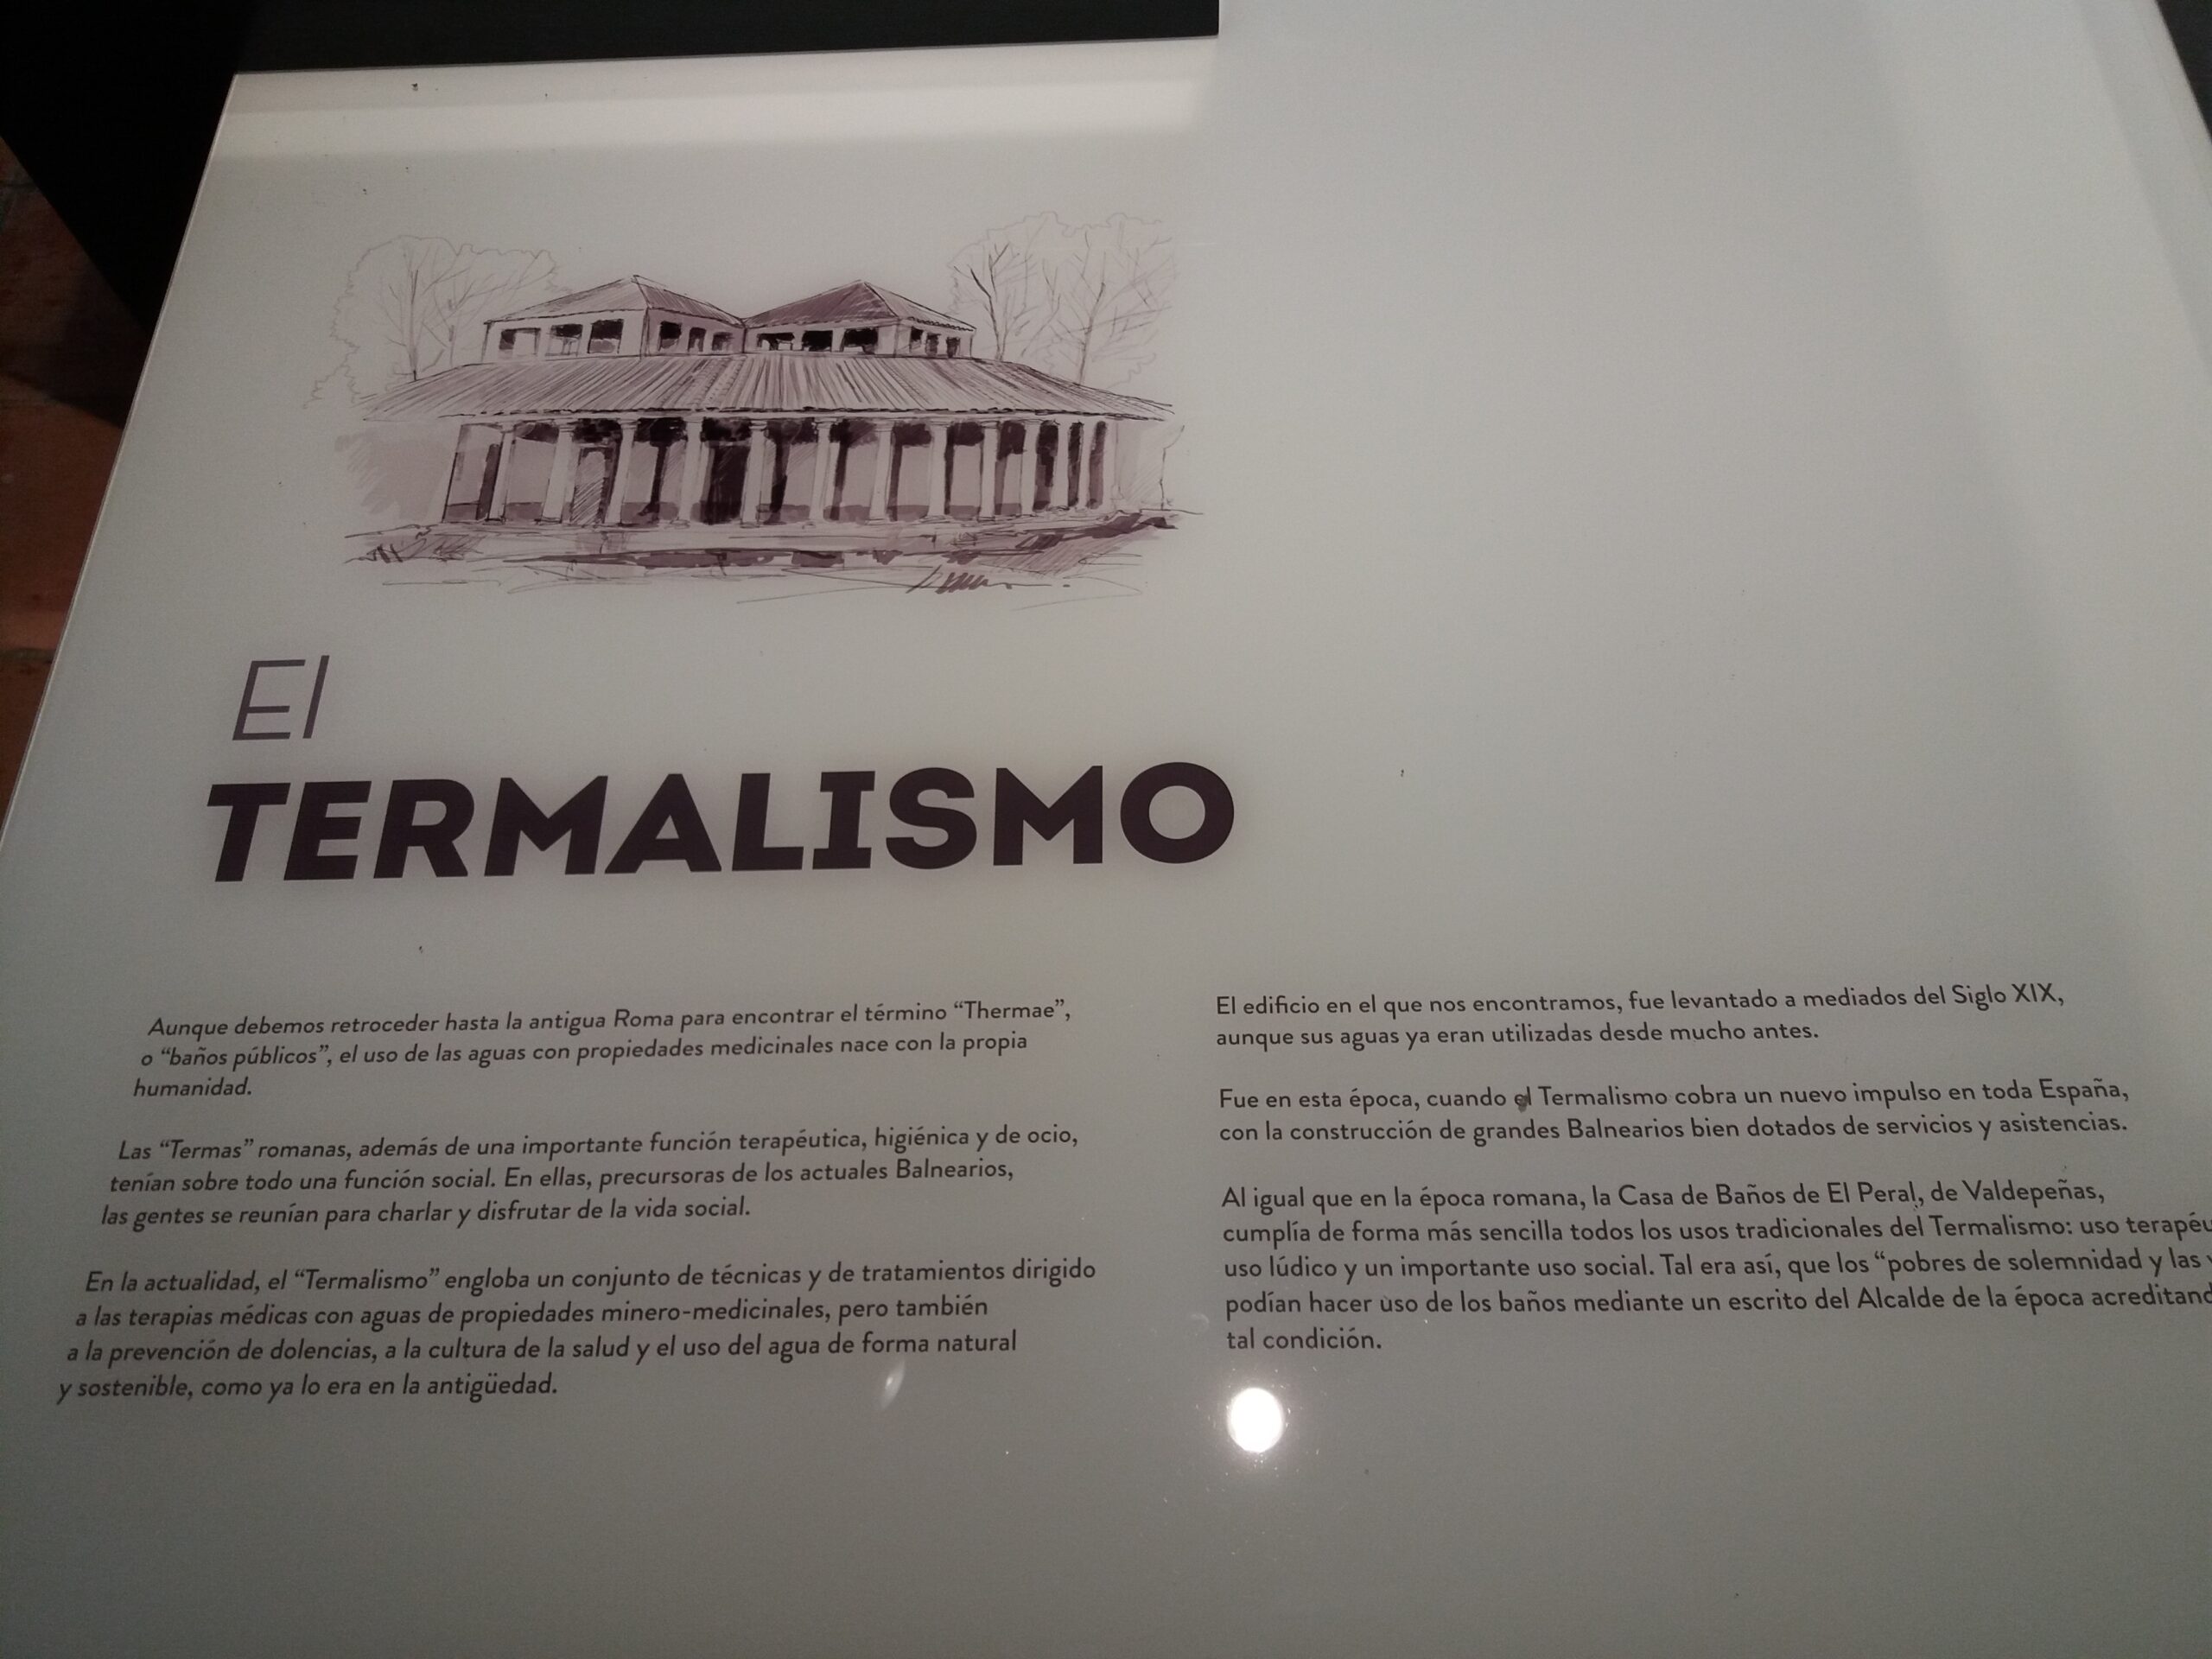 El
TERMALISMO
Aunque debemos retroceder hasta la antigua Roma para encontrar el término “Thermae”,
o “baños públicos”, el uso de las aguas con propiedades medicinales nace con la propia
humanidad.
Las “Termas” romanas, además de una importante función terapéutica, higiénica y de ocio,
tenían sobre todo una función social. En ellas, precursoras de los actuales Balnearios,
las gentes se reunían para charlar y disfrutar de la vida social.
En la actualidad, el “Termalismo” engloba un conjunto de técnicas y de tratamientos dirigido
a las terapias médicas con aguas de propiedades minero-medicinales, pero también
a la prevención de dolencias, a la cultura de la salud y el uso del agua de forma natural
y sostenible, como ya lo era en la antigüedad.
El edificio en el que nos encontramos, fue levantado a mediados del Siglo XIX,
aunque sus aguas ya eran utilizadas desde mucho antes.
Fue en esta época, cuando el Termalismo cobra un nuevo impulso en toda España,
con la construcción de grandes Balnearios bien dotados de servicios y asistencias.
Al igual que en la época romana, la Casa de Baños de El Peral, de Valdepeñas,
cumplía de forma más sencilla todos los usos tradicionales del Termalismo: uso terapéu
uso lúdico y un importante uso social. Tal era así, que los “pobres de solemnidad y las
podían hacer uso de los baños mediante un escrito del Alcalde de la época acreditand
tal condición.